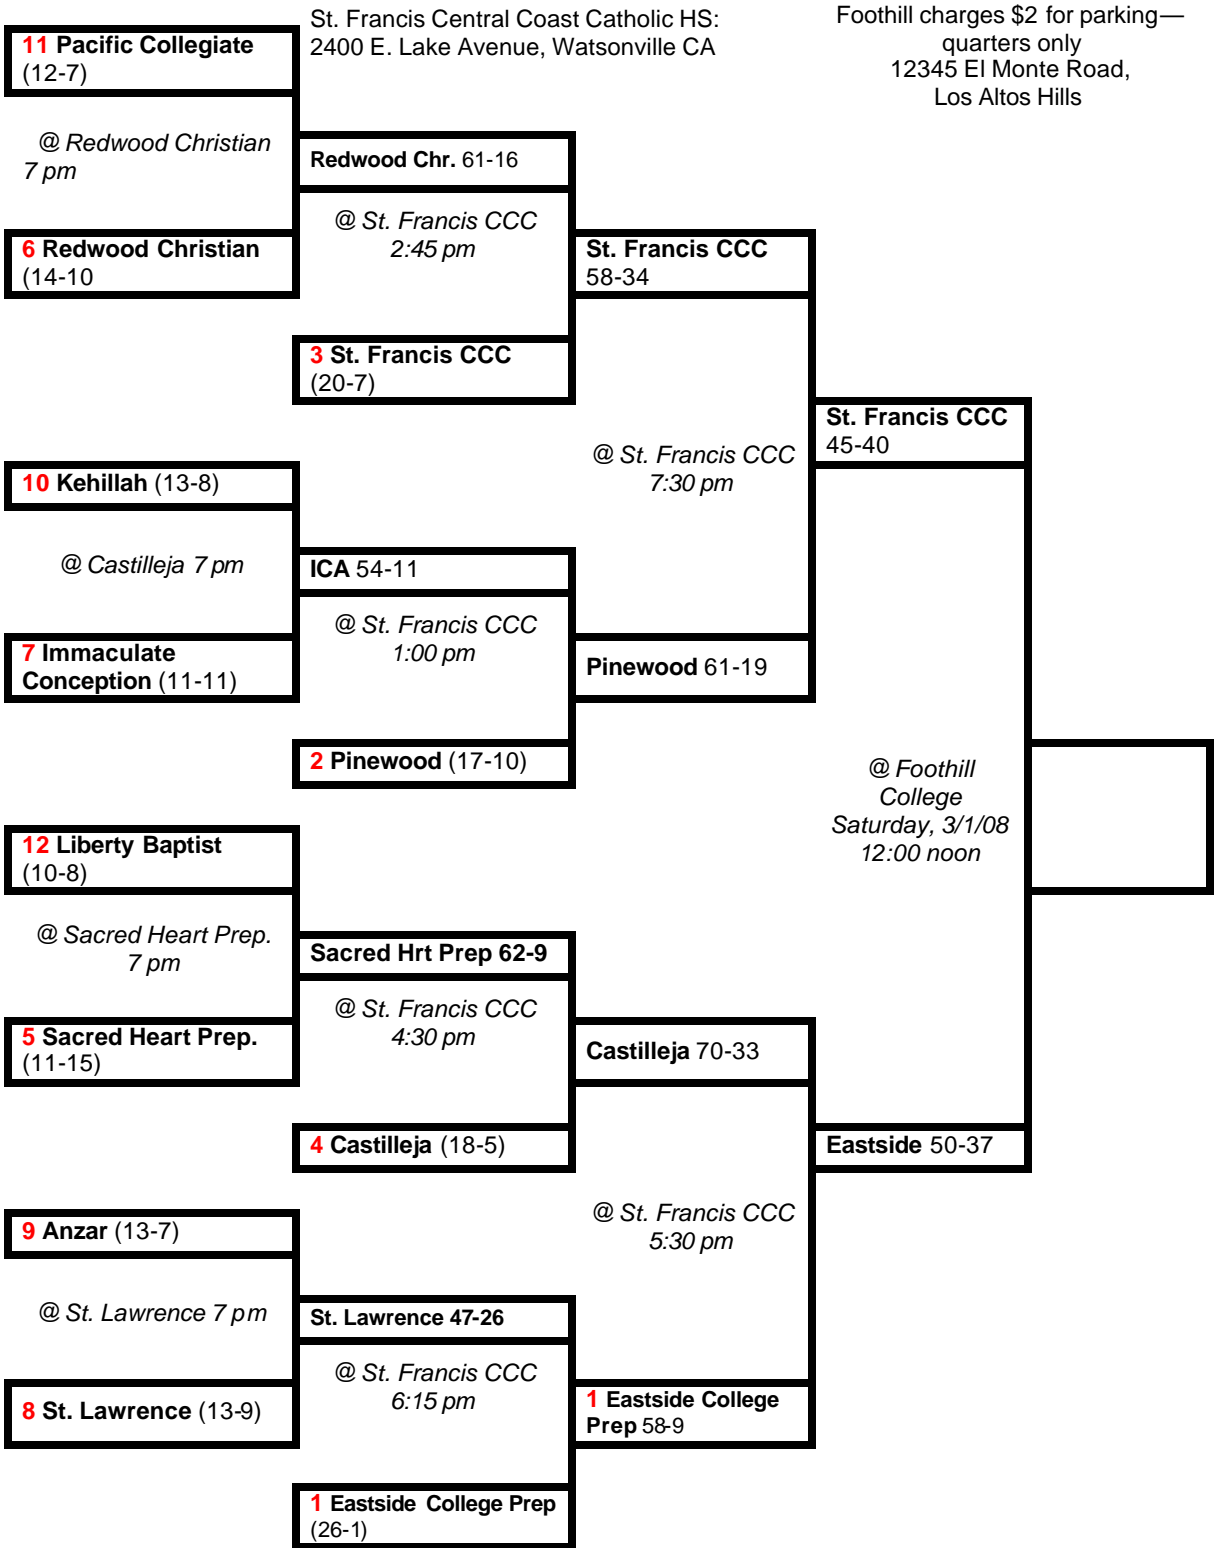 St. Francis Central Coast Catholic HS:
2400 E. Lake Avenue, Watsonville CA
Foothill charges $2 for parking—
quarters only
12345 El Monte Road,
Los Altos Hills
11 Pacific Collegiate
(12-7)
@ Redwood Christian
7 pm
6 Redwood Christian
(14-10
Redwood Chr. 61-16
@ St. Francis CCC
2:45 pm
3 St. Francis CCC
(20-7)
St. Francis CCC
58-34
10 Kehillah (13-8)
@ Castilleja 7 pm
7 Immaculate
Conception (11-11)
ICA 54-11
@ St. Francis CCC
1:00 pm
2 Pinewood (17-10)
Pinewood 61-19
@ St. Francis CCC
7:30 pm
St. Francis CCC
45-40
12 Liberty Baptist
(10-8)
@ Sacred Heart Prep.
7 pm
5 Sacred Heart Prep.
(11-15)
Sacred Hrt Prep 62-9
@ St. Francis CCC
4:30 pm
4 Castilleja (18-5)
Castilleja 70-33
9 Anzar (13-7)
@ St. Lawrence 7 pm
8 St. Lawrence (13-9)
St. Lawrence 47-26
@ St. Francis CCC
6:15 pm
1 Eastside College Prep
(26-1)
1 Eastside College
Prep 58-9
@ St. Francis CCC
5:30 pm
Eastside 50-37
@ Foothill
College
Saturday, 3/1/08
12:00 noon